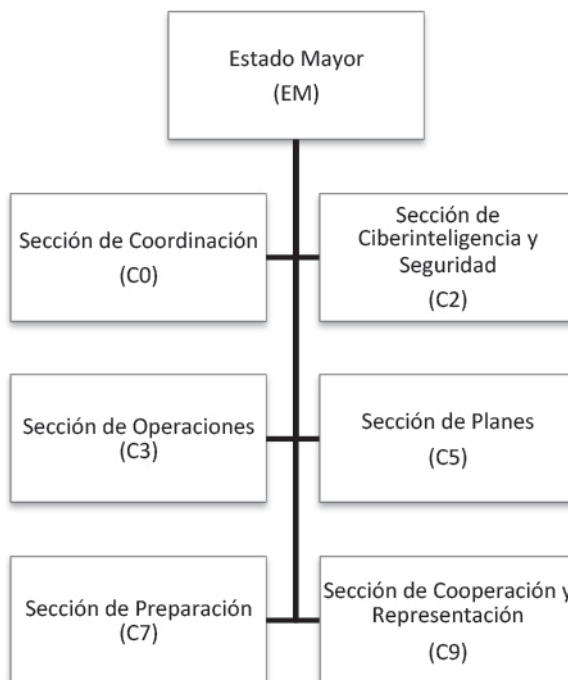 Estado Mayor
(EM)
Sección de Coordinación
(C0)
Sección de
Ciberinteligencia y
Seguridad
(C2)
Sección de Operaciones
(C3)
Sección de Planes
(C5)
Sección de Preparación
(C7)
Sección de Cooperación y
Representación
(C9)